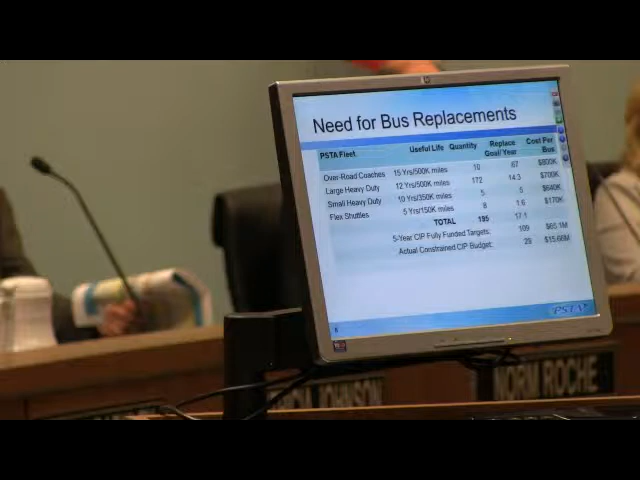 Need for Bus Replacements
PSTA Fleet Useful Life Quantity Replace Goal/Year Cost Per Bus
Over-Road Coaches 15 Yrs/500K miles 10 67 $800K
Large Heavy Duty 12 Yrs/500K miles 172 14.3 $700K
Small Heavy Duty 10 Yrs/350K miles 5 $640K
Flex Shuttles 5 Yrs/150K miles 8 1.6 $170K
TOTAL 195 17.1
5-Year CIP Fully Funded Targets: 109 $65.1M
Actual Constrained CIP Budget: 29 $15.66M
PSTA
JOHNSON
NORM ROCHE